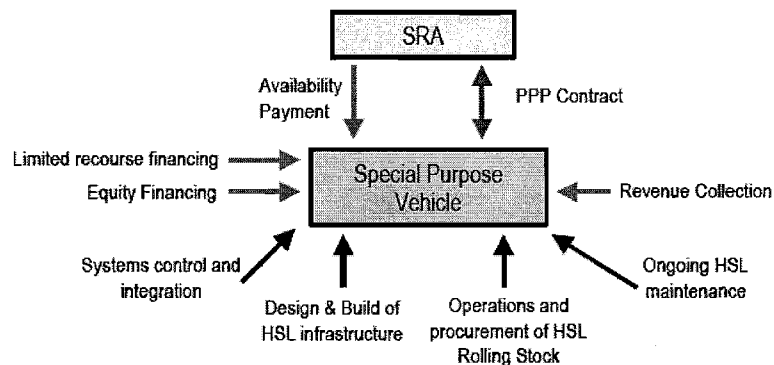 SRA
Availability
Payment
PPP Contract
Limited recourse financing
Equity Financing
Special Purpose
Vehicle
Revenue Collection
Systems control and
integration
Design & Build of
HSL infrastructure
Operations and
procurement of HSL
Rolling Stock
Ongoing HSL
maintenance